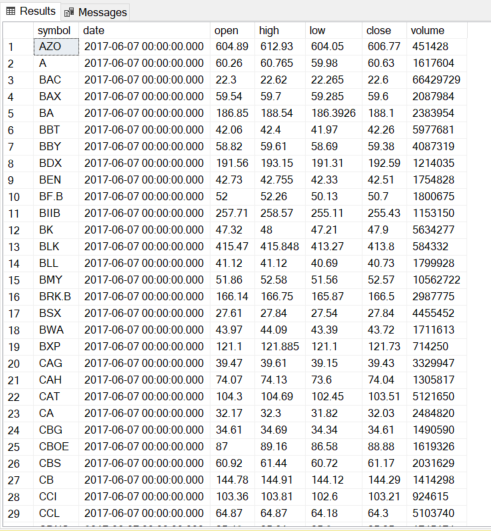 Results Messages
symbol date open high low close volume
1 AZO 2017-06-07 00:00:00.000 604.89 612.93 604.05 606.77 451428
2 A 2017-06-07 00:00:00.000 60.26 60.765 59.98 60.63 1617604
3 BAC 2017-06-07 00:00:00.000 22.3 22.62 22.265 22.6 66429729
4 BAX 2017-06-07 00:00:00.000 59.54 59.7 59.285 59.6 2087984
5 BA 2017-06-07 00:00:00.000 186.85 188.54 186.3926 188.1 2383954
6 BBT 2017-06-07 00:00:00.000 42.06 42.4 41.97 42.26 5977681
7 BBY 2017-06-07 00:00:00.000 58.82 59.61 58.69 59.38 4087319
8 BDX 2017-06-07 00:00:00.000 191.56 193.15 191.31 192.59 1214035
9 BEN 2017-06-07 00:00:00.000 42.73 42.755 42.33 42.51 1754828
10 BF.B 2017-06-07 00:00:00.000 52 52.26 50.13 50.7 1800675
11 BIIB 2017-06-07 00:00:00.000 257.71 258.57 255.11 255.43 1153150
12 BK 2017-06-07 00:00:00.000 47.32 48 47.21 47.9 5634277
13 BLK 2017-06-07 00:00:00.000 415.47 415.848 413.27 413.8 584332
14 BLL 2017-06-07 00:00:00.000 41.12 41.12 40.69 40.73 1799928
15 BMY 2017-06-07 00:00:00.000 51.86 52.58 51.56 52.57 10562722
16 BRK.B 2017-06-07 00:00:00.000 166.14 166.75 165.87 166.5 2987775
17 BSX 2017-06-07 00:00:00.000 27.61 27.84 27.54 27.84 4455452
18 BWA 2017-06-07 00:00:00.000 43.97 44.09 43.39 43.72 1711613
19 BXP 2017-06-07 00:00:00.000 121.1 121.885 121.1 121.73 714250
20 CAG 2017-06-07 00:00:00.000 39.47 39.61 39.15 39.43 3329947
21 CAH 2017-06-07 00:00:00.000 74.07 74.13 73.6 74.04 1305817
22 CAT 2017-06-07 00:00:00.000 104.3 104.69 102.45 103.51 5121650
23 CA 2017-06-07 00:00:00.000 32.17 32.3 31.82 32.03 2484820
24 CBG 2017-06-07 00:00:00.000 34.61 34.69 34.34 34.61 1490590
25 CBOE 2017-06-07 00:00:00.000 87 89.16 86.58 88.88 1619326
26 CBS 2017-06-07 00:00:00.000 60.92 61.44 60.72 61.17 2031629
27 CB 2017-06-07 00:00:00.000 144.78 144.91 144.12 144.29 1414298
28 CCI 2017-06-07 00:00:00.000 103.36 103.81 102.6 103.21 924615
29 CCL 2017-06-07 00:00:00.000 64.87 64.87 64.18 64.3 5103740